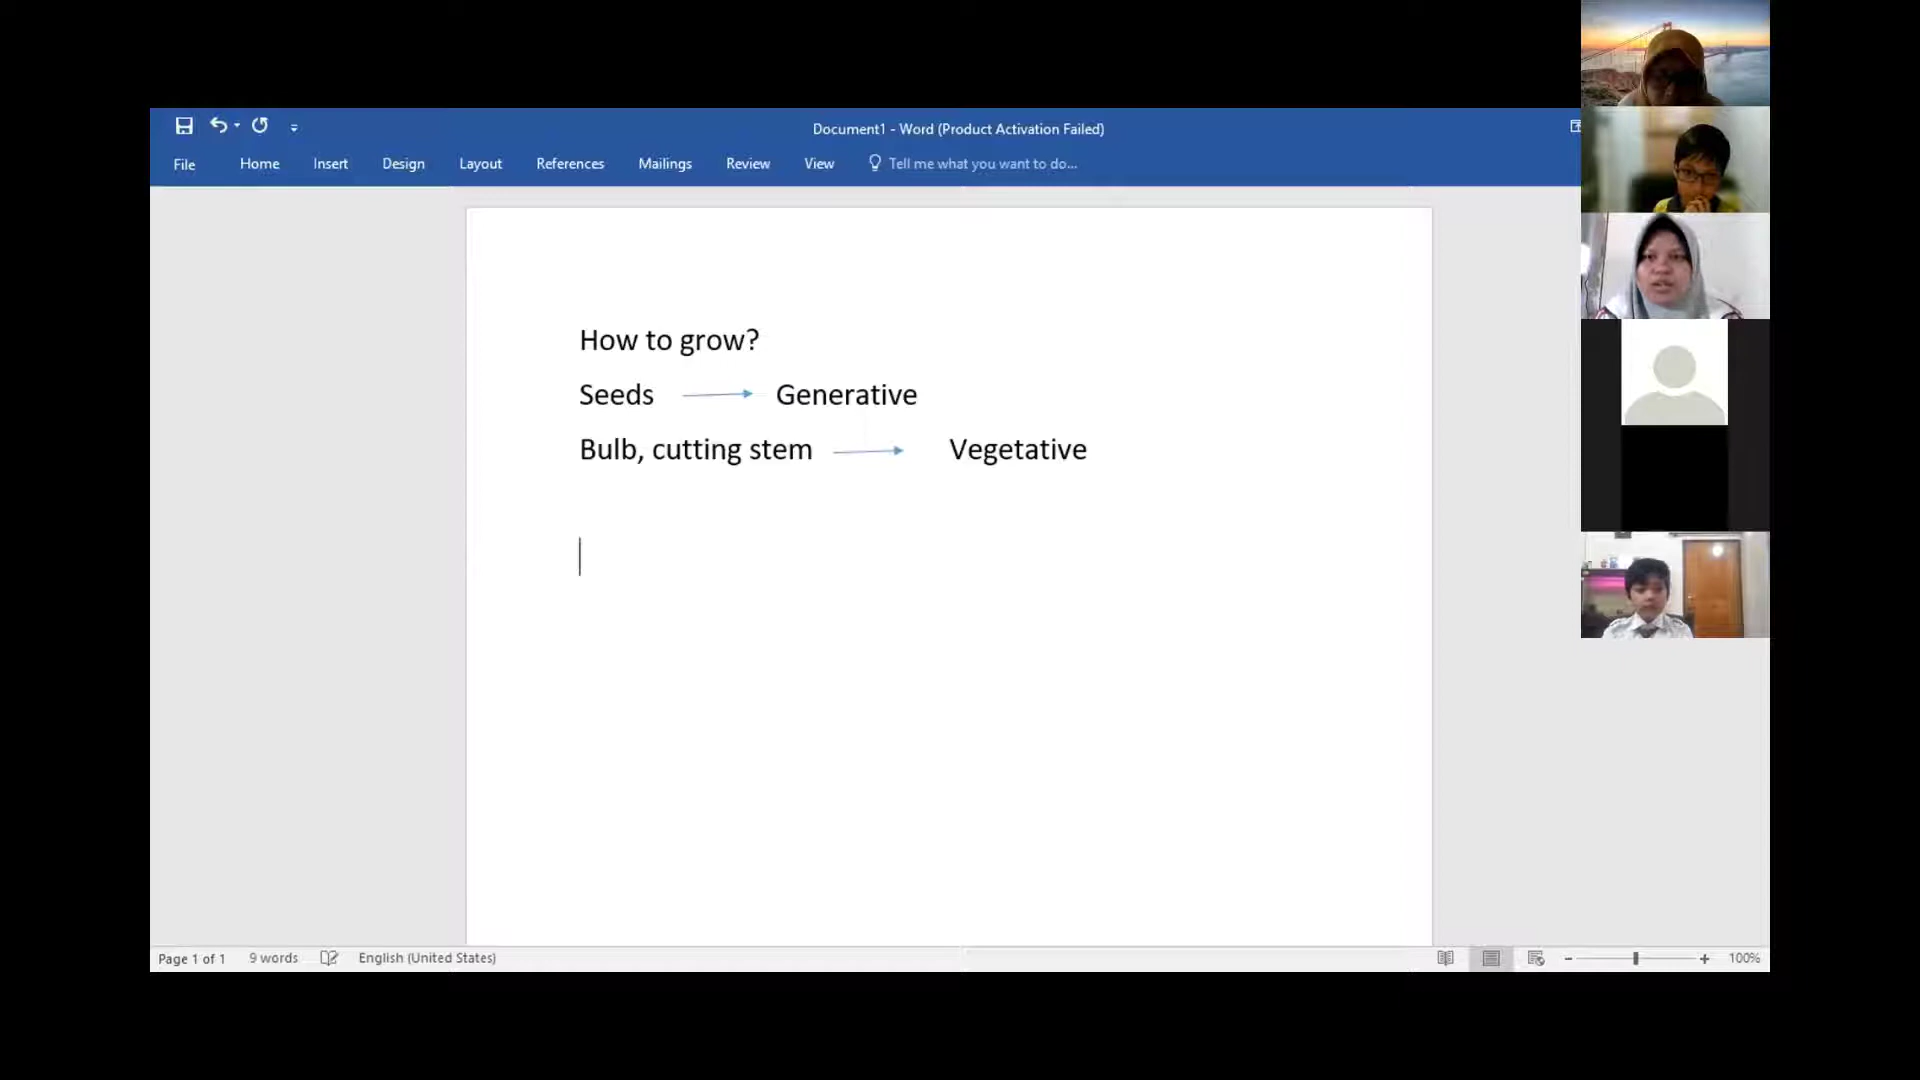 Document1 - Word (Product Activation Failed)
File Home Insert Design Layout References Mailings Review View Tell me what you want to do...
How to grow?
Seeds Generative
Bulb, cutting stem Vegetative
Page 1 of 1 9 words English (United States) 100%